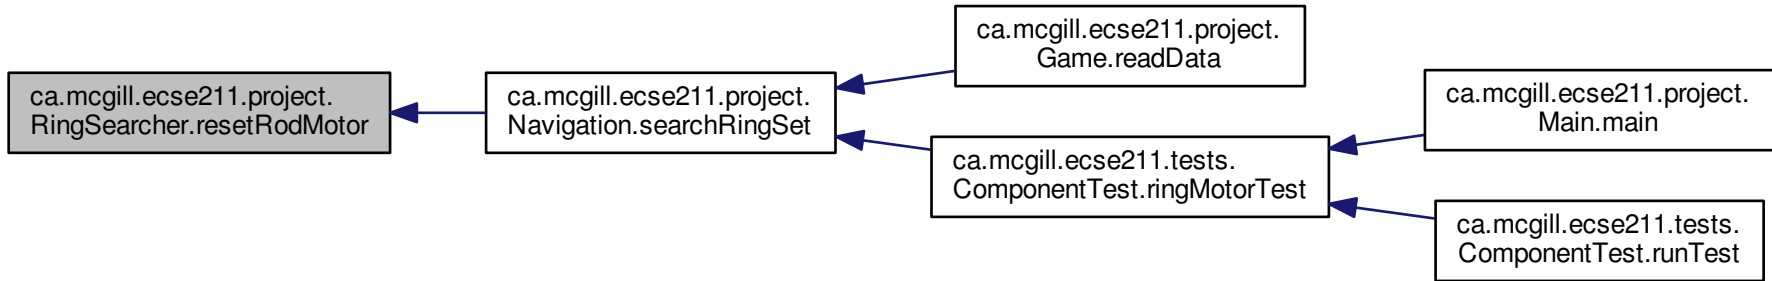 ca.mcgill.ecse211.project.
RingSearcher.resetRodMotor
ca.mcgill.ecse211.project.
Navigation.searchRingSet
ca.mcgill.ecse211.project.
Game.readData
ca.mcgill.ecse211.tests.
ComponentTest.ringMotorTest
ca.mcgill.ecse211.project.
Main.main
ca.mcgill.ecse211.tests.
ComponentTest.runTest